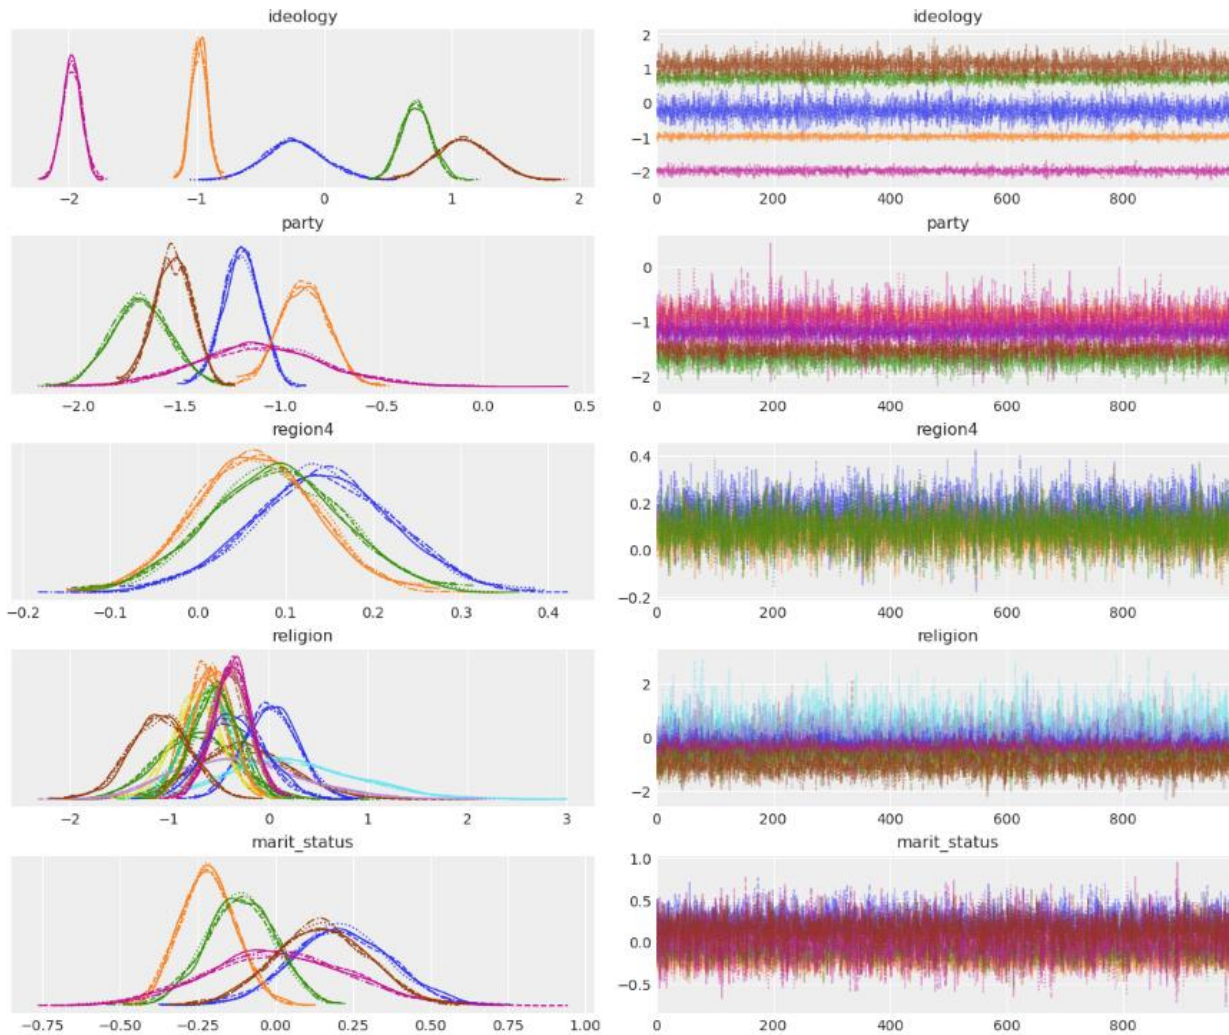 ideology
ideology
2
1
0
−1
−2
−2 −1 0 1 2
0 200 400 600 800
party
party
0
−1
−2
−2.0 −1.5 −1.0 −0.5 0.0 0.5
0 200 400 600 800
region4
region4
0.4
0.2
0.0
−0.2
−0.2 −0.1 0.0 0.1 0.2 0.3 0.4
0 200 400 600 800
religion
religion
2
0
−2
−2 −1 0 1 2 3
0 200 400 600 800
marit_status
marit_status
1.0
0.5
0.0
−0.5
−0.75 −0.50 −0.25 0.00 0.25 0.50 0.75 1.00
0 200 400 600 800